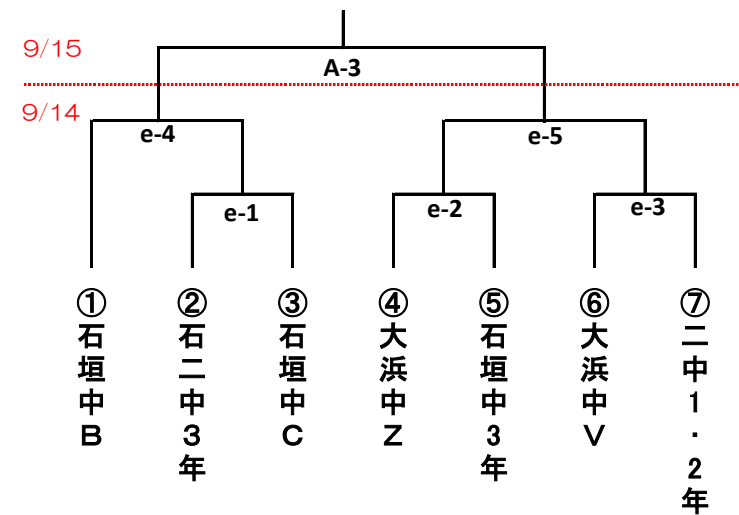 9/15
A-3
9/14
e-4
e-5
e-1
e-2
e-3
①石垣中B
②石二中3年
③石垣中C
④大浜中Z
⑤石垣中3年
⑥大浜中V
⑦二中1・2年